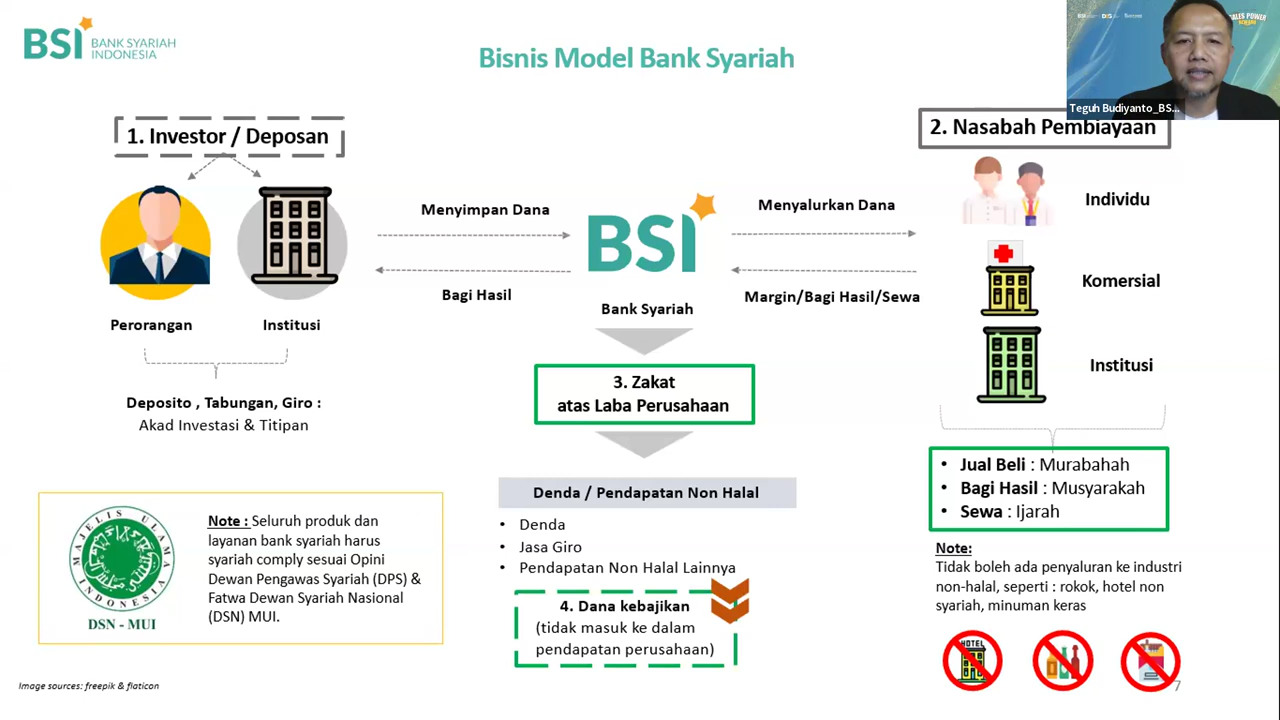 BSI BANK SYARIAH
INDONESIA
Bisnis Model Bank Syariah
SALES POWER
Teguh Budiyanto_BS...
1. Investor / Deposan
Perorangan
Institusi
Deposito , Tabungan, Giro :
Akad Investasi & Titipan
Menyimpan Dana
Bagi Hasil
BSI
Bank Syariah
Menyalurkan Dana
Margin/Bagi Hasil/Sewa
2. Nasabah Pembiayaan
Individu
Komersial
Institusi
3. Zakat
atas Laba Perusahaan
Denda / Pendapatan Non Halal
• Denda
• Jasa Giro
• Pendapatan Non Halal Lainnya
4. Dana kebajikan
(tidak masuk ke dalam
pendapatan perusahaan)
• Jual Beli : Murabahah
• Bagi Hasil : Musyarakah
• Sewa : Ijarah
Note:
Tidak boleh ada penyaluran ke industri
non-halal, seperti : rokok, hotel non
syariah, minuman keras
HOTEL
MAJELIS ULAMA
INDONESIA
DSN - MUI
Note : Seluruh produk dan
layanan bank syariah harus
syariah comply sesuai Opini
Dewan Pengawas Syariah (DPS) &
Fatwa Dewan Syariah Nasional
(DSN) MUI.
Image sources: freepik & flaticon
7